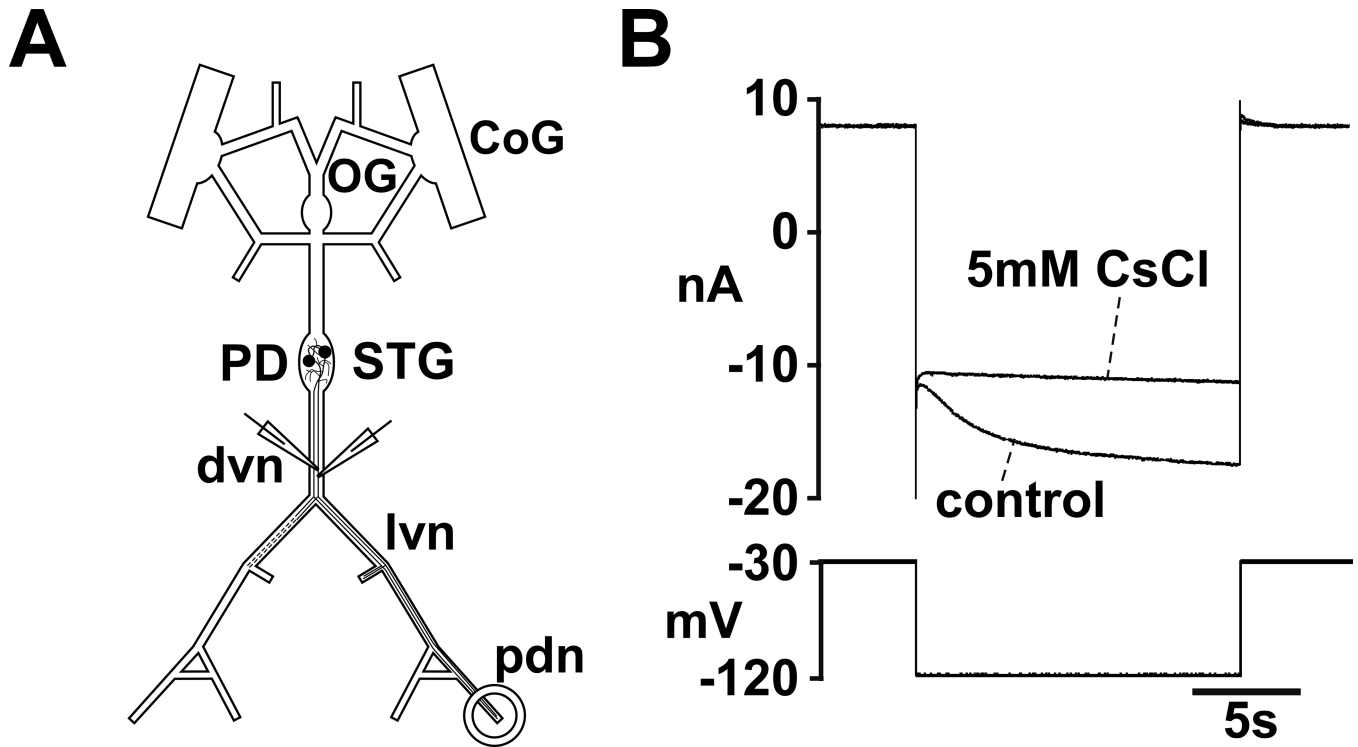 A
CoG
OG
PD
STG
dvn
lvn
pdn
B
10
0
nA
5mM CsCl
-10
-20
control
-30
mV
-120
5s